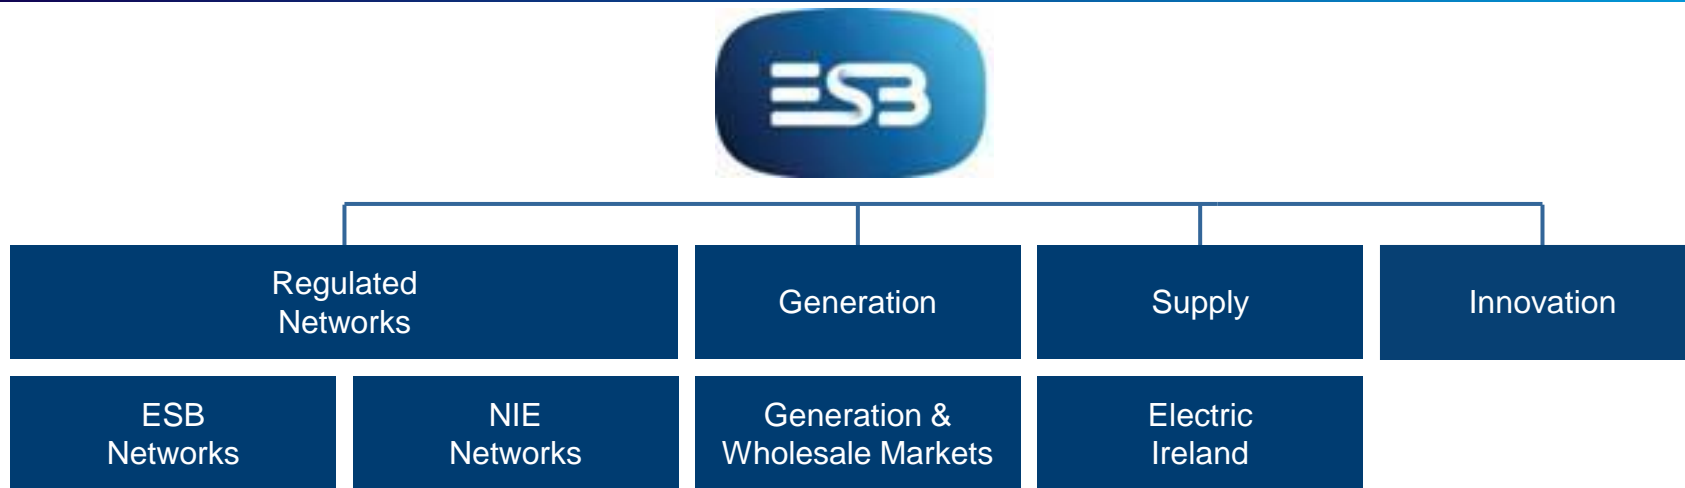 ESB
Regulated
Networks
Generation
Supply
Innovation
ESB
Networks
NIE
Networks
Generation &
Wholesale Markets
Electric
Ireland